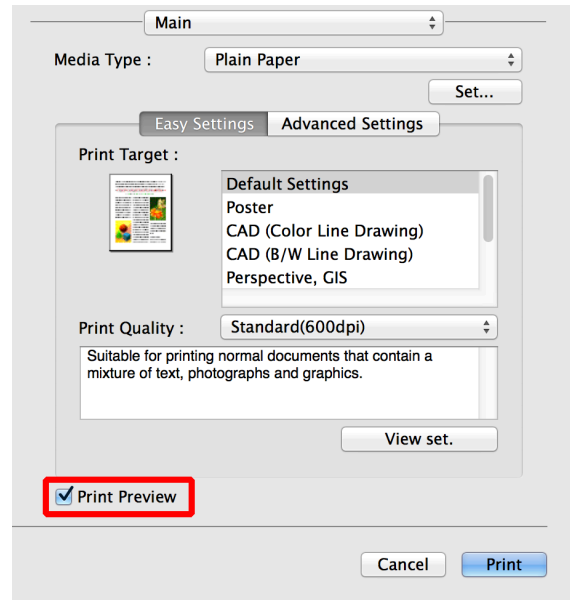 Main
Media Type : Plain Paper
Set...
Easy Settings Advanced Settings
Print Target :
Default Settings
Poster
CAD (Color Line Drawing)
CAD (B/W Line Drawing)
Perspective, GIS
Print Quality : Standard(600dpi)
Suitable for printing normal documents that contain a
mixture of text, photographs and graphics.
View set.
Print Preview
Cancel Print